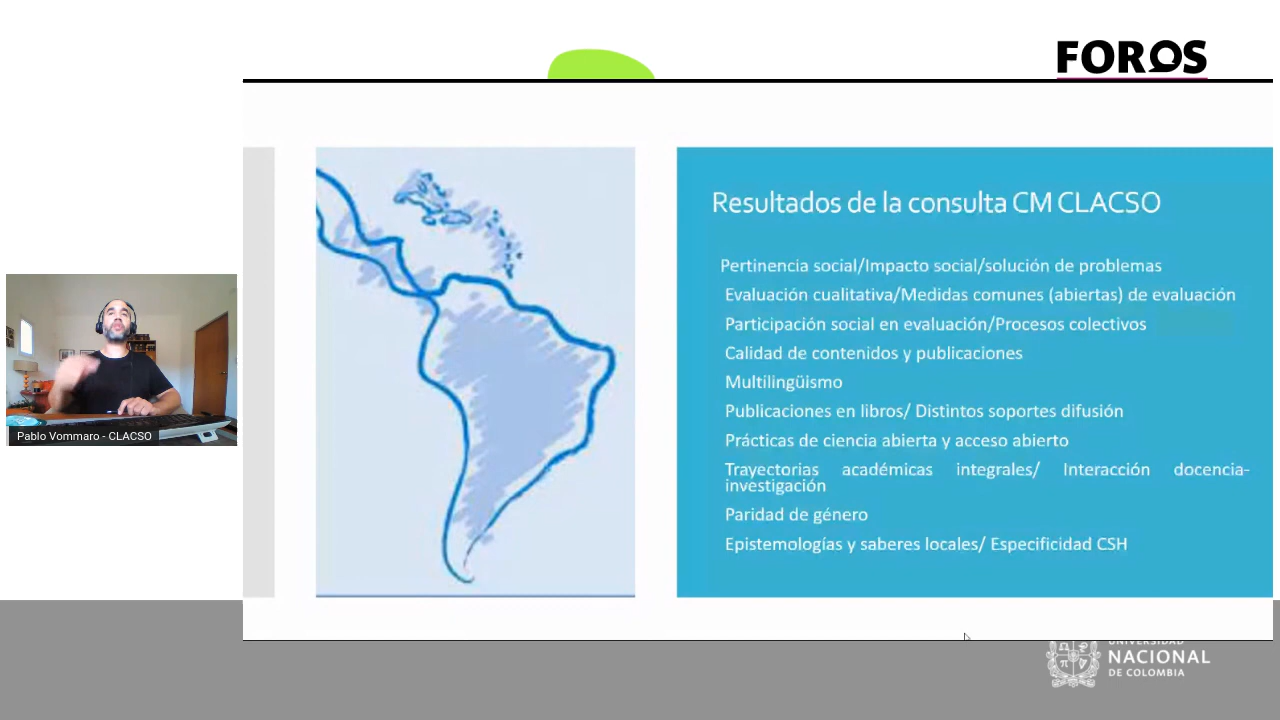 FOROS
Resultados de la consulta CM CLACSO
Pertinencia social/Impacto social/solución de problemas
Evaluación cualitativa/Medidas comunes (abiertas) de evaluación
Participación social en evaluación/Procesos colectivos
Calidad de contenidos y publicaciones
Multilingüismo
Publicaciones en libros/ Distintos soportes difusión
Prácticas de ciencia abierta y acceso abierto
Trayectorias académicas integrales/ Interacción docencia-
investigación
Paridad de género
Epistemologías y saberes locales/ Especificidad CSH
Pablo Vommaro - CLACSO
UNIVERSIDAD
NACIONAL
DE COLOMBIA